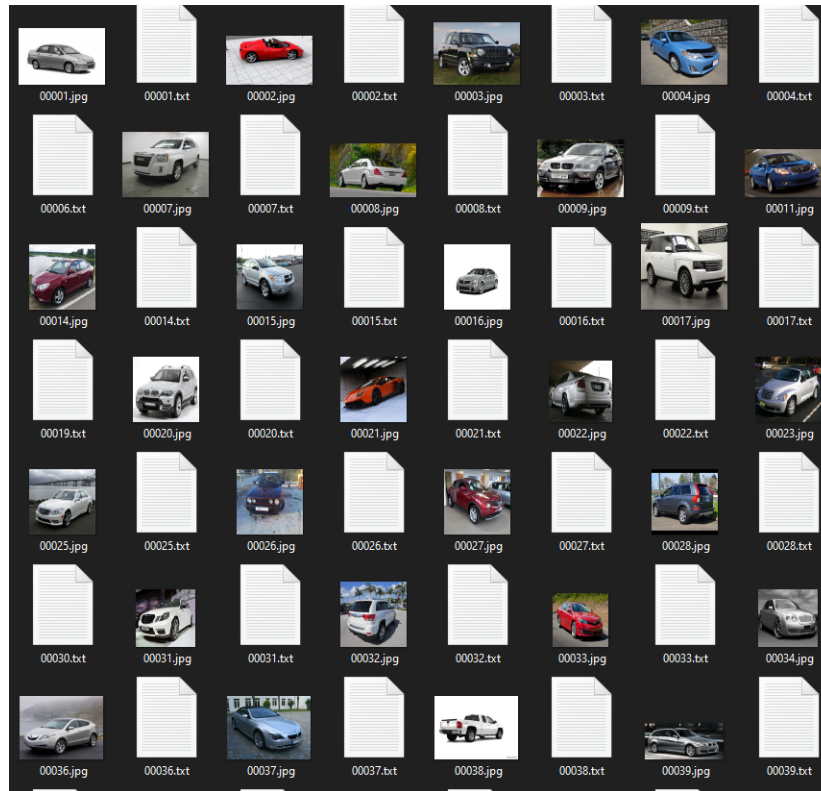 00001.jpg 00001.txt 00002.jpg 00002.txt 00003.jpg 00003.txt 00004.jpg 00004.txt
00006.txt 00007.jpg 00007.txt 00008.jpg 00008.txt 00009.jpg 00009.txt 00011.jpg
00014.jpg 00014.txt 00015.jpg 00015.txt 00016.jpg 00016.txt 00017.jpg 00017.txt
00019.txt 00020.jpg 00020.txt 00021.jpg 00021.txt 00022.jpg 00022.txt 00023.jpg
00025.jpg 00025.txt 00026.jpg 00026.txt 00027.jpg 00027.txt 00028.jpg 00028.txt
00030.txt 00031.jpg 00031.txt 00032.jpg 00032.txt 00033.jpg 00033.txt 00034.jpg
00036.jpg 00036.txt 00037.jpg 00037.txt 00038.jpg 00038.txt 00039.jpg 00039.txt